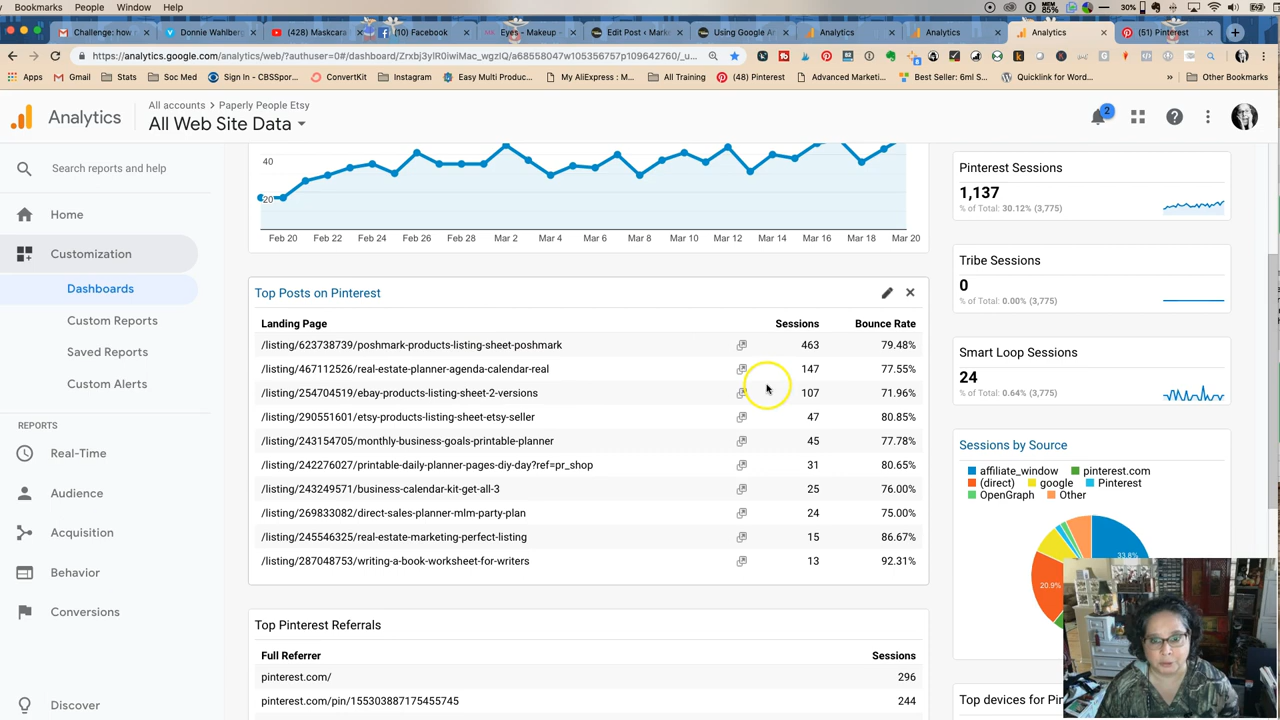 Bookmarks People Window Help
85%
30%
Challenge: how
Donnie Wahlber
(428) Maskcara
(10) Facebook
Eyes - Makeup -
Edit Post ‹ Mark
Using Google An
Analytics
Analytics
Analytics
(51) Pinterest
https://analytics.google.com/analytics/web/?authuser=0#/dashboard/
Apps Gmail Stats Soc Med Sign In - CBSSpor... ConvertKit Instagram Easy Multi Produc... My AliExpress : M... All Training (48) Pinterest Advanced Marketi... Best Seller: 6ml S... Quicklink for Word... » Other Bookmarks
Analytics
All accounts > Paperly People Etsy
All Web Site Data
2
Search reports and help
Home
Customization
Dashboards
Custom Reports
Saved Reports
Custom Alerts
REPORTS
Real-Time
Audience
Acquisition
Behavior
Conversions
Discover
40
20
Feb 20 Feb 22 Feb 24 Feb 26 Feb 28 Mar 2 Mar 4 Mar 6 Mar 8 Mar 10 Mar 12 Mar 14 Mar 16 Mar 18 Mar 20
Top Posts on Pinterest
Landing Page Sessions Bounce Rate
/listing/623738739/poshmark-products-listing-sheet-poshmark 463 79.48%
/listing/467112526/real-estate-planner-agenda-calendar-real 147 77.55%
/listing/254704519/ebay-products-listing-sheet-2-versions 107 71.96%
/listing/290551601/etsy-products-listing-sheet-etsy-seller 47 80.85%
/listing/243154705/monthly-business-goals-printable-planner 45 77.78%
/listing/242276027/printable-daily-planner-pages-diy-day?ref=pr_shop 31 80.65%
/listing/243249571/business-calendar-kit-get-all-3 25 76.00%
/listing/269833082/direct-sales-planner-mlm-party-plan 24 75.00%
/listing/245546325/real-estate-marketing-perfect-listing 15 86.67%
/listing/287048753/writing-a-book-worksheet-for-writers 13 92.31%
Top Pinterest Referrals
Full Referrer Sessions
pinterest.com/ 296
pinterest.com/pin/155303887175455745 244
Pinterest Sessions
1,137
% of Total: 30.12% (3,775)
Tribe Sessions
0
% of Total: 0.00% (3,775)
Smart Loop Sessions
24
% of Total: 0.64% (3,775)
Sessions by Source
affiliate_window pinterest.com
(direct) google Pinterest
OpenGraph Other
33.8%
20.9%
Top devices for Pin